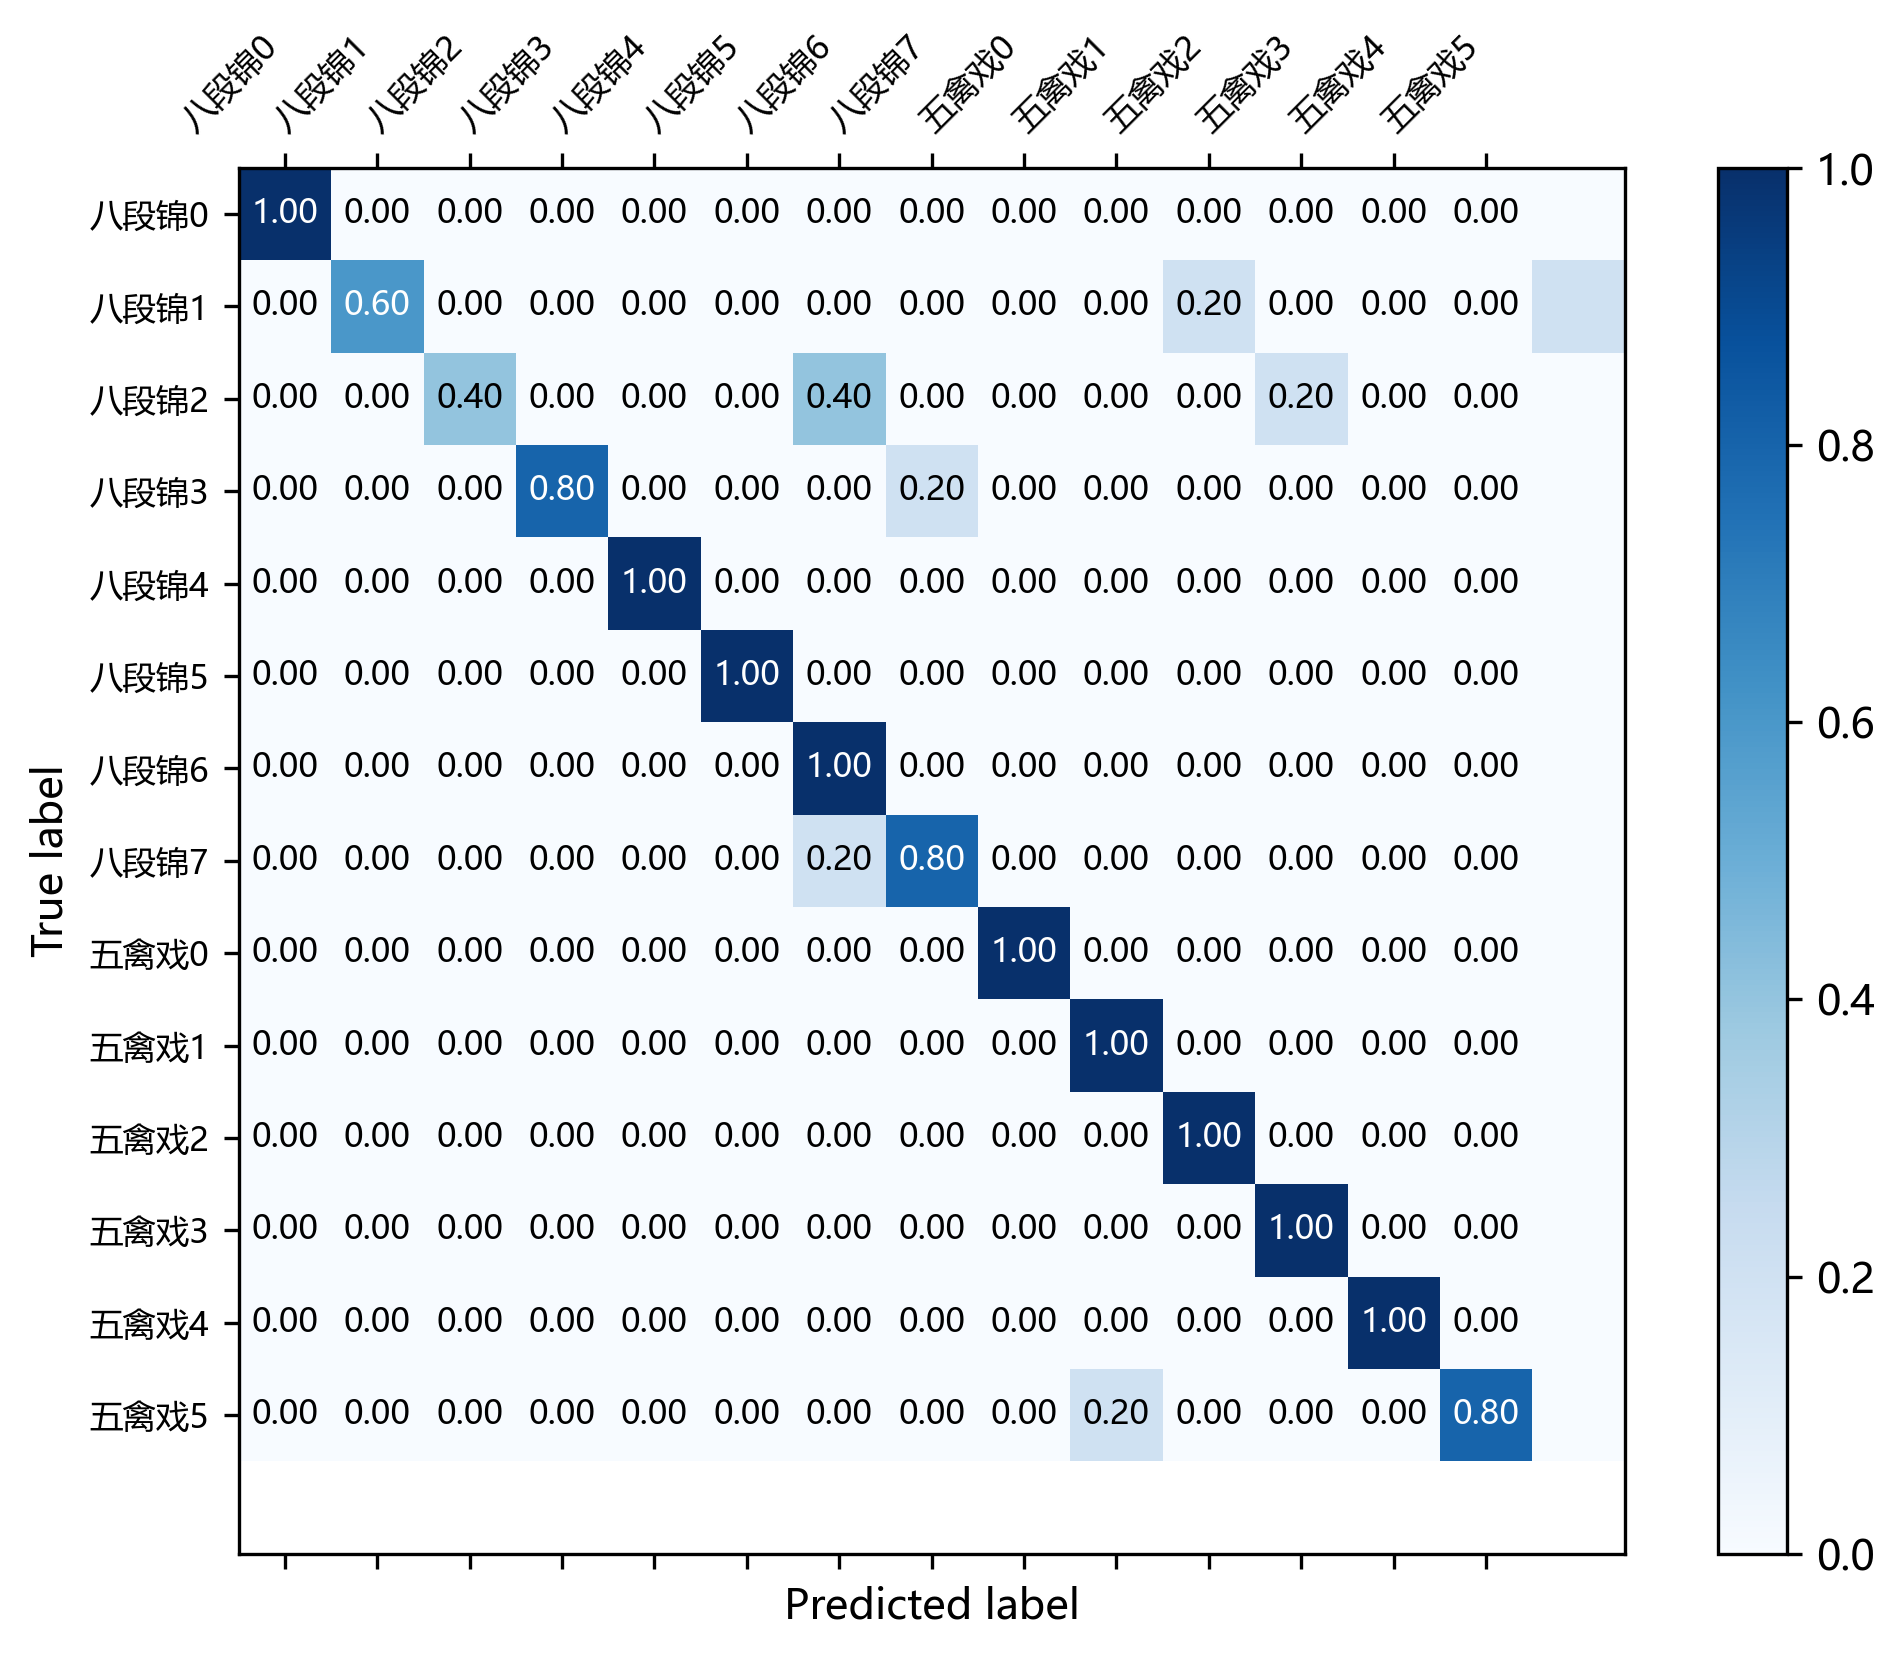 八段锦0 八段锦1 八段锦2 八段锦3 八段锦4 八段锦5 八段锦6 八段锦7 五禽戏0 五禽戏1 五禽戏2 五禽戏3 五禽戏4 五禽戏5
八段锦0 1.00 0.00 0.00 0.00 0.00 0.00 0.00 0.00 0.00 0.00 0.00 0.00 0.00 0.00
八段锦1 0.00 0.60 0.00 0.00 0.00 0.00 0.00 0.00 0.00 0.00 0.20 0.00 0.00 0.00
八段锦2 0.00 0.00 0.40 0.00 0.00 0.00 0.40 0.00 0.00 0.00 0.00 0.20 0.00 0.00
八段锦3 0.00 0.00 0.00 0.80 0.00 0.00 0.00 0.20 0.00 0.00 0.00 0.00 0.00 0.00
八段锦4 0.00 0.00 0.00 0.00 1.00 0.00 0.00 0.00 0.00 0.00 0.00 0.00 0.00 0.00
八段锦5 0.00 0.00 0.00 0.00 0.00 1.00 0.00 0.00 0.00 0.00 0.00 0.00 0.00 0.00
八段锦6 0.00 0.00 0.00 0.00 0.00 0.00 1.00 0.00 0.00 0.00 0.00 0.00 0.00 0.00
八段锦7 0.00 0.00 0.00 0.00 0.00 0.00 0.20 0.80 0.00 0.00 0.00 0.00 0.00 0.00
五禽戏0 0.00 0.00 0.00 0.00 0.00 0.00 0.00 0.00 1.00 0.00 0.00 0.00 0.00 0.00
五禽戏1 0.00 0.00 0.00 0.00 0.00 0.00 0.00 0.00 0.00 1.00 0.00 0.00 0.00 0.00
五禽戏2 0.00 0.00 0.00 0.00 0.00 0.00 0.00 0.00 0.00 0.00 1.00 0.00 0.00 0.00
五禽戏3 0.00 0.00 0.00 0.00 0.00 0.00 0.00 0.00 0.00 0.00 0.00 1.00 0.00 0.00
五禽戏4 0.00 0.00 0.00 0.00 0.00 0.00 0.00 0.00 0.00 0.00 0.00 0.00 1.00 0.00
五禽戏5 0.00 0.00 0.00 0.00 0.00 0.00 0.00 0.00 0.00 0.20 0.00 0.00 0.00 0.80
True label
Predicted label
1.0
0.8
0.6
0.4
0.2
0.0